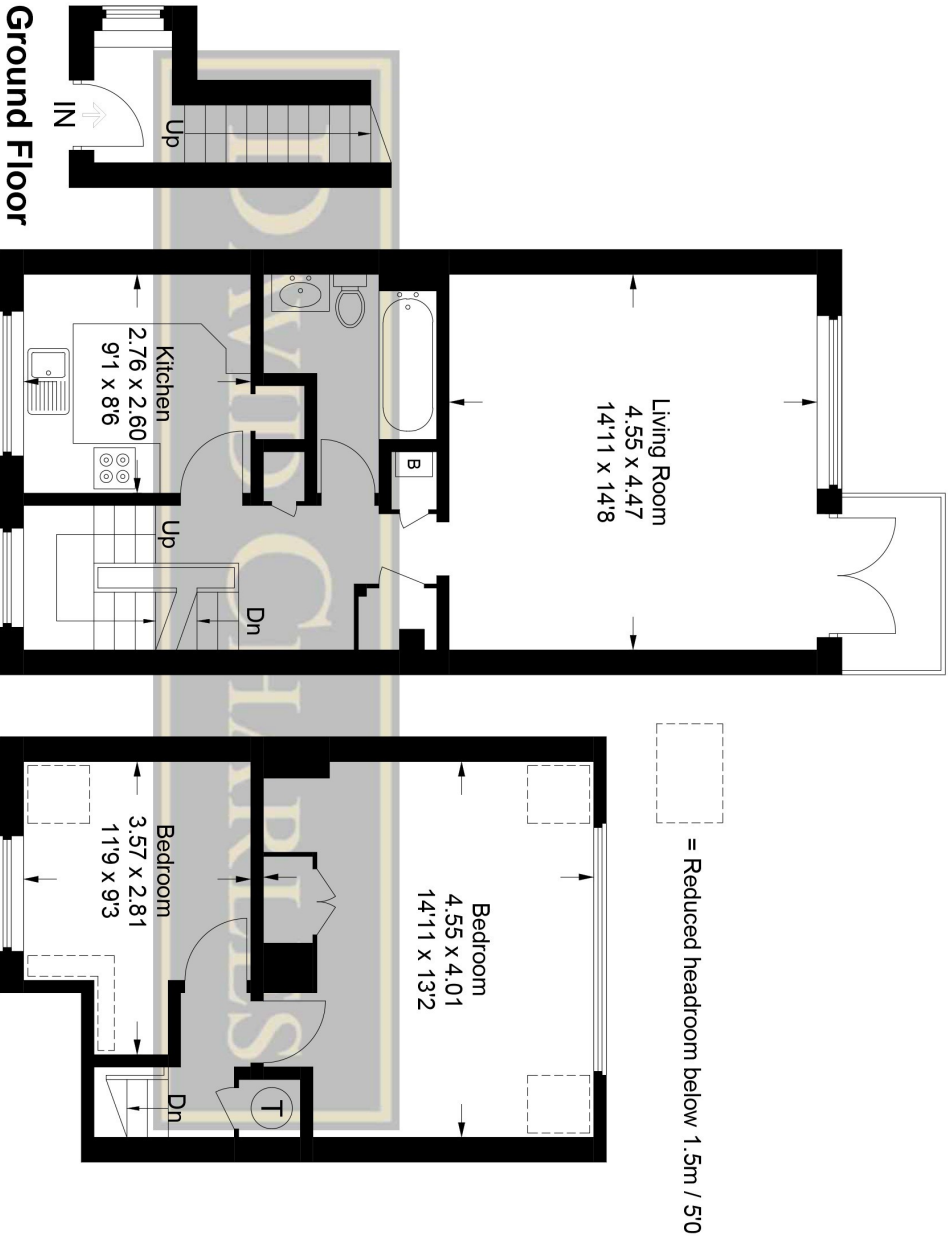 = Reduced headroom below 1.5m / 5'0
Living Room
4.55 x 4.47
14'11 x 14'8
Bedroom
4.55 x 4.01
14'11 x 13'2
B
T
Dn
Kitchen
2.76 x 2.60
9'1 x 8'6
Up
Bedroom
3.57 x 2.81
11'9 x 9'3
Dn
Up
IN
Ground Floor
DAVID CHARLES